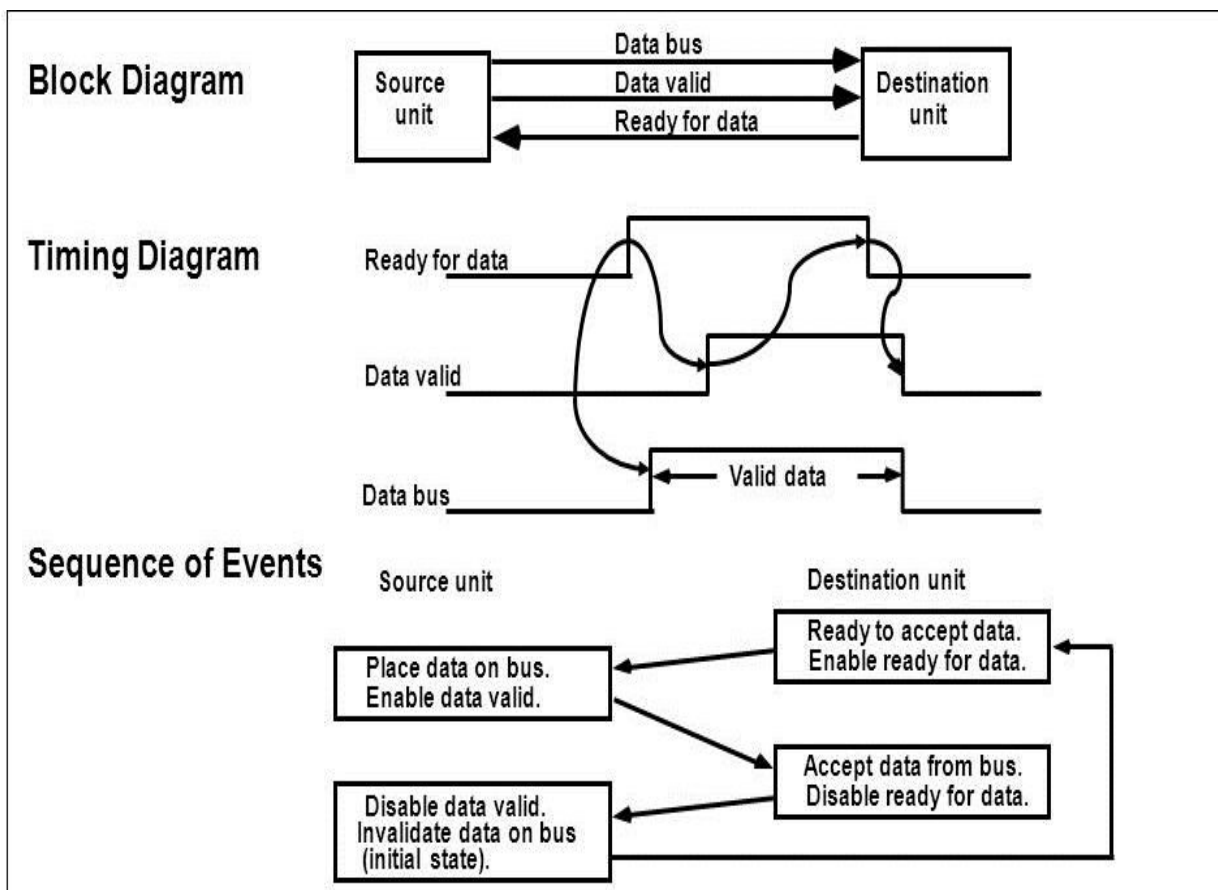 Block Diagram
Source
unit
Data bus
Data valid
Ready for data
Destination
unit
Timing Diagram
Ready for data
Data valid
Data bus
Valid data
Sequence of Events
Source unit
Destination unit
Ready to accept data.
Enable ready for data.
Place data on bus.
Enable data valid.
Accept data from bus.
Disable ready for data.
Disable data valid.
Invalidate data on bus
(initial state).